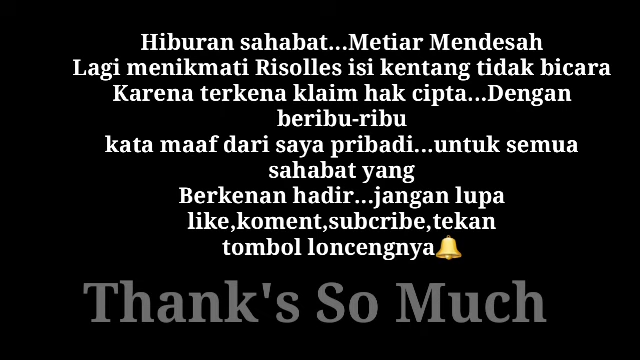 Hiburan sahabat...Metiar Mendesah
Lagi menikmati Risolles isi kentang tidak bicara
Karena terkena klaim hak cipta...Dengan
beribu-ribu
kata maaf dari saya pribadi...untuk semua
sahabat yang
Berkenan hadir...jangan lupa
like,koment,subcribe,tekan
tombol loncengnya🔔
Thank's So Much